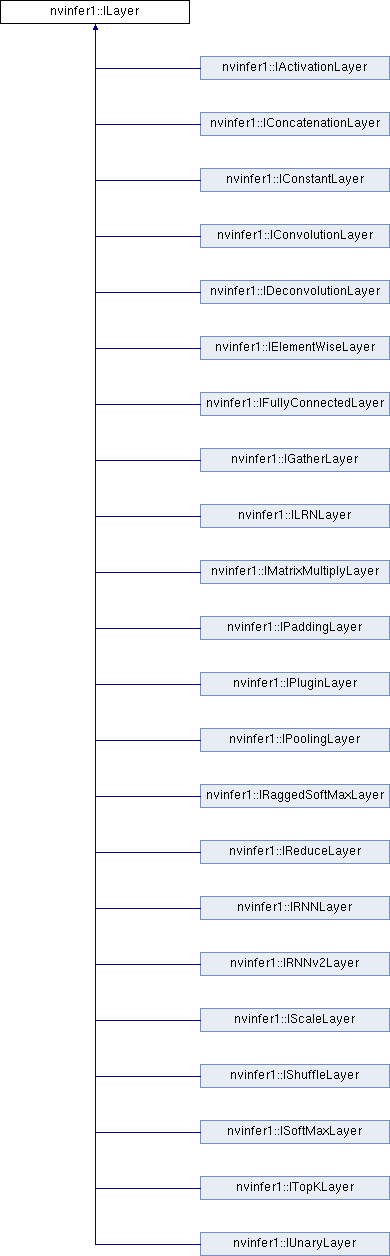 nvinfer1::ILayer
nvinfer1::IActivationLayer
nvinfer1::IConcatenationLayer
nvinfer1::IConstantLayer
nvinfer1::IConvolutionLayer
nvinfer1::IDeconvolutionLayer
nvinfer1::IElementWiseLayer
nvinfer1::IFullyConnectedLayer
nvinfer1::IGatherLayer
nvinfer1::ILRNLayer
nvinfer1::IMatrixMultiplyLayer
nvinfer1::IPaddingLayer
nvinfer1::IPluginLayer
nvinfer1::IPoolingLayer
nvinfer1::IRaggedSoftMaxLayer
nvinfer1::IReduceLayer
nvinfer1::IRNNLayer
nvinfer1::IRNNv2Layer
nvinfer1::IScaleLayer
nvinfer1::IShuffleLayer
nvinfer1::ISoftMaxLayer
nvinfer1::ITopKLayer
nvinfer1::IUnaryLayer